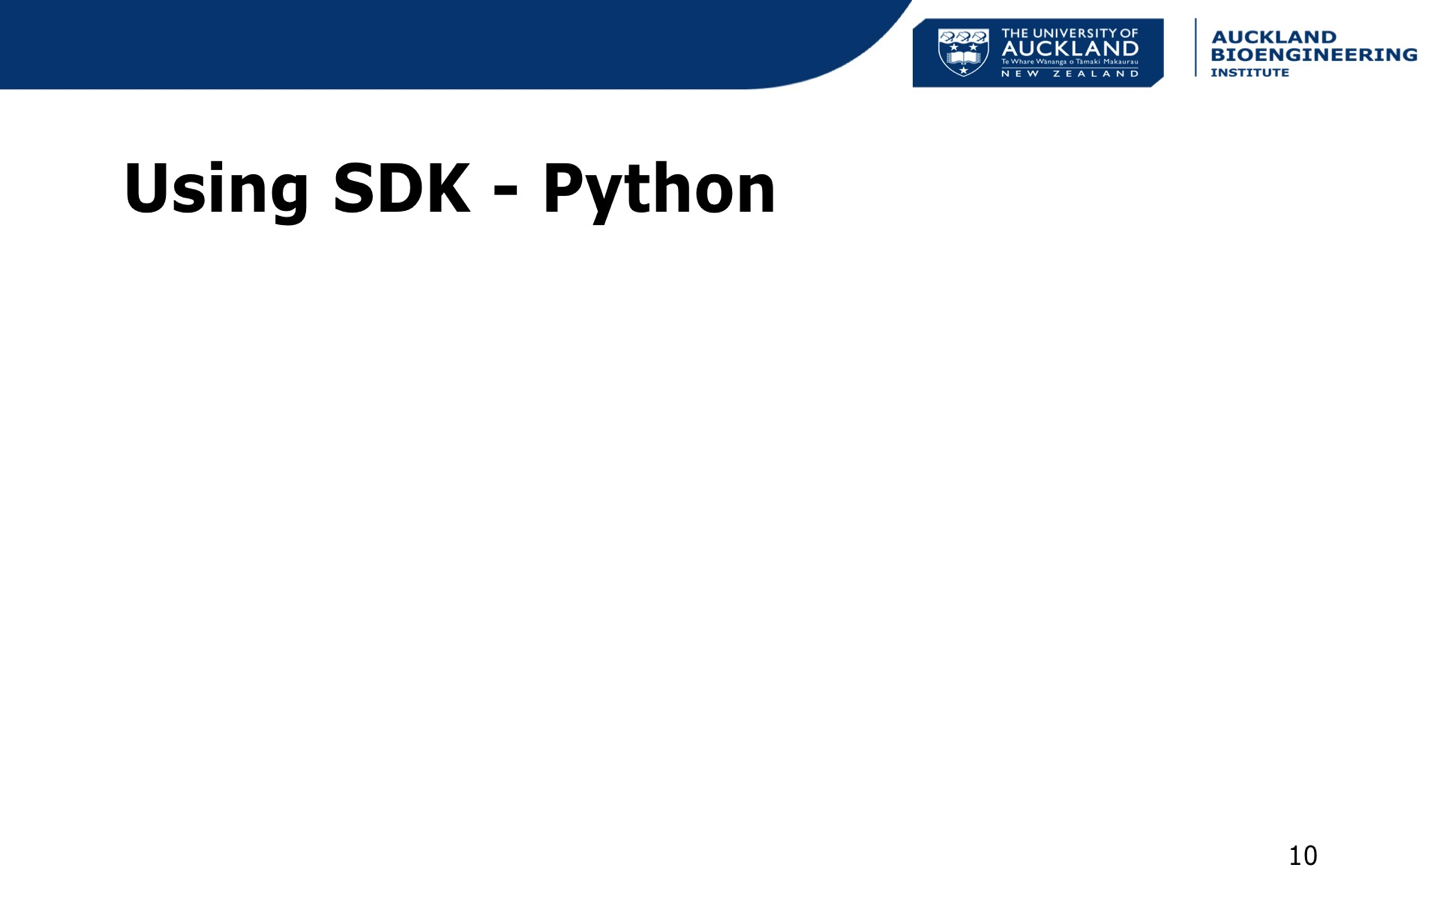 THE UNIVERSITY OF
AUCKLAND
Te Whare Wānanga o Tāmaki Makaurau
NEW ZEALAND
AUCKLAND
BIOENGINEERING
INSTITUTE
Using SDK - Python
10